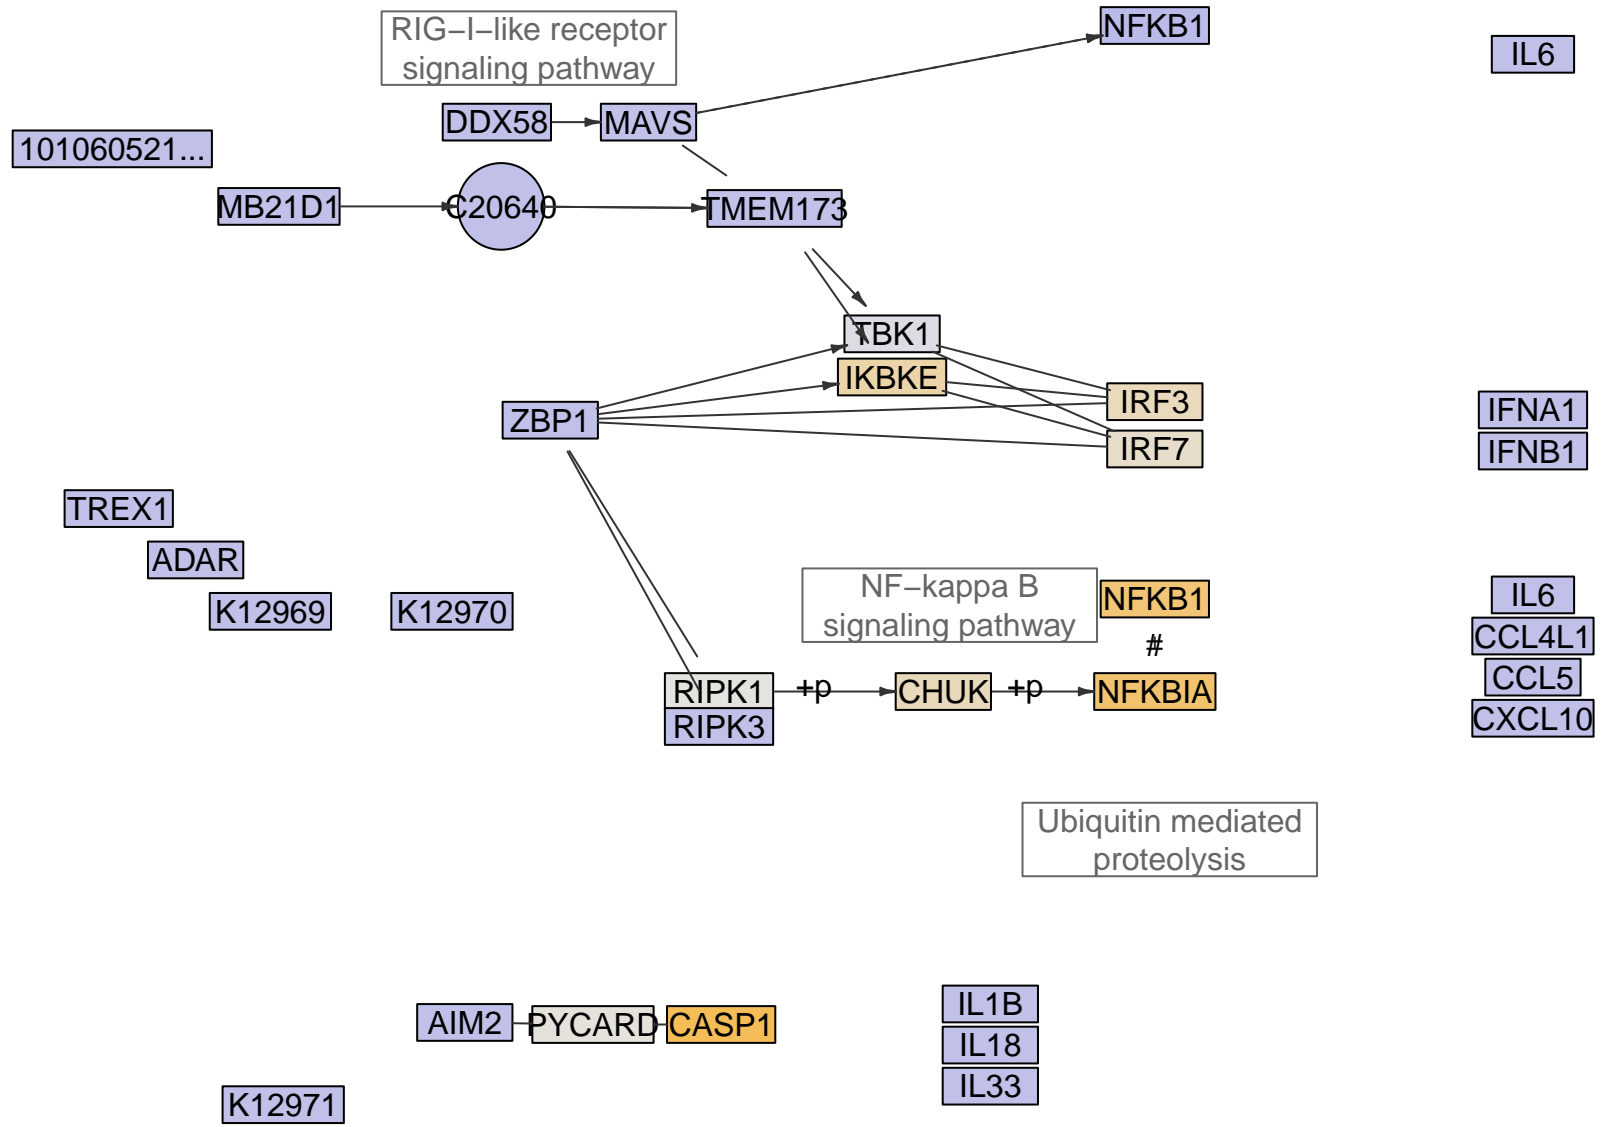 RIG−I−like receptor
signaling pathway
NFKB1
IL6
DDX58
MAVS
101060521...
MB21D1
C20640
TMEM173
TBK1
IKBKE
ZBP1
IRF3
IRF7
IFNA1
IFNB1
TREX1
ADAR
K12969
K12970
NF−kappa B
signaling pathway
NFKB1
#
IL6
CCL4L1
CCL5
CXCL10
RIPK1
+p
CHUK
+p
NFKBIA
RIPK3
Ubiquitin mediated
proteolysis
AIM2
PYCARD
CASP1
IL1B
IL18
IL33
K12971